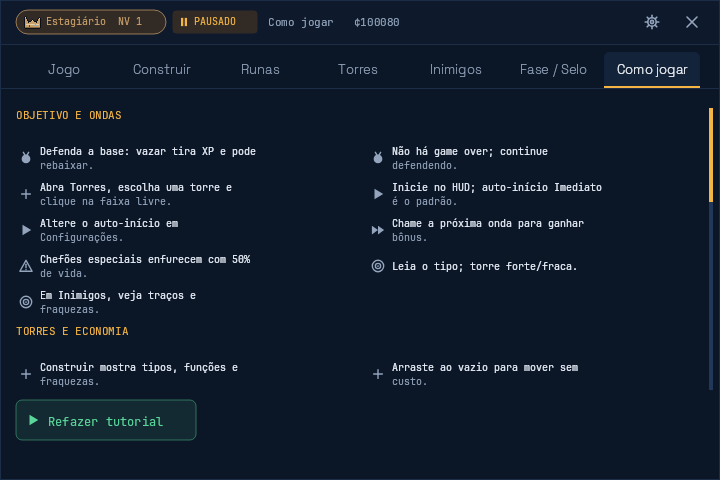 Estagiário NV 1
PAUSADO
Como jogar
¢100080
Jogo
Construir
Runas
Torres
Inimigos
Fase / Selo
Como jogar
OBJETIVO E ONDAS
Defenda a base: vazar tira XP e pode
rebaixar.
Não há game over; continue
defendendo.
Abra Torres, escolha uma torre e
clique na faixa livre.
Inicie no HUD; auto-início Imediato
é o padrão.
Altere o auto-início em
Configurações.
Chame a próxima onda para ganhar
bônus.
Chefões especiais enfurecem com 50%
de vida.
Leia o tipo; torre forte/fraca.
Em Inimigos, veja traços e
fraquezas.
TORRES E ECONOMIA
Construir mostra tipos, funções e
fraquezas.
Arraste ao vazio para mover sem
custo.
Refazer tutorial